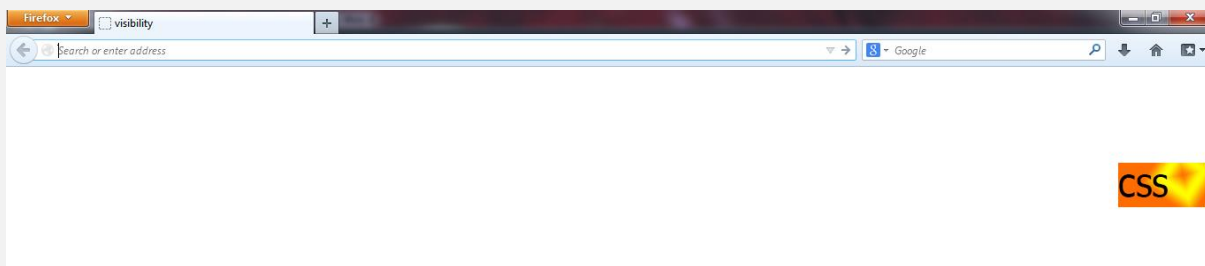 Firefox
visibility
Search or enter address
Google
CSS